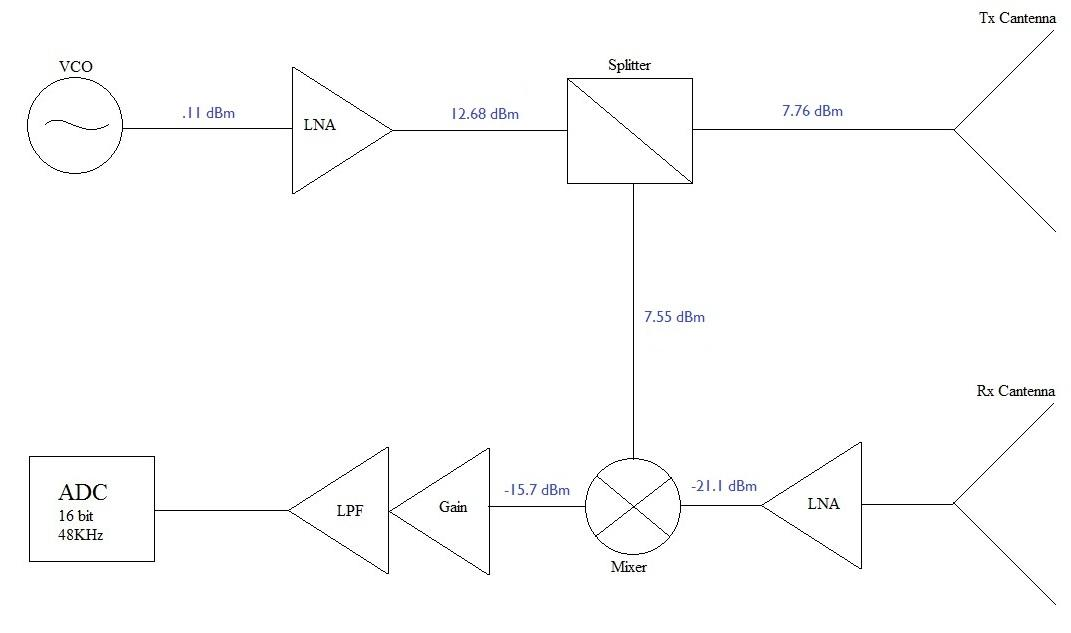 Tx Cantenna
VCO
Splitter
.11 dBm
LNA
12.68 dBm
7.76 dBm
7.55 dBm
Rx Cantenna
ADC
16 bit
48KHz
LPF
Gain
-15.7 dBm
-21.1 dBm
LNA
Mixer